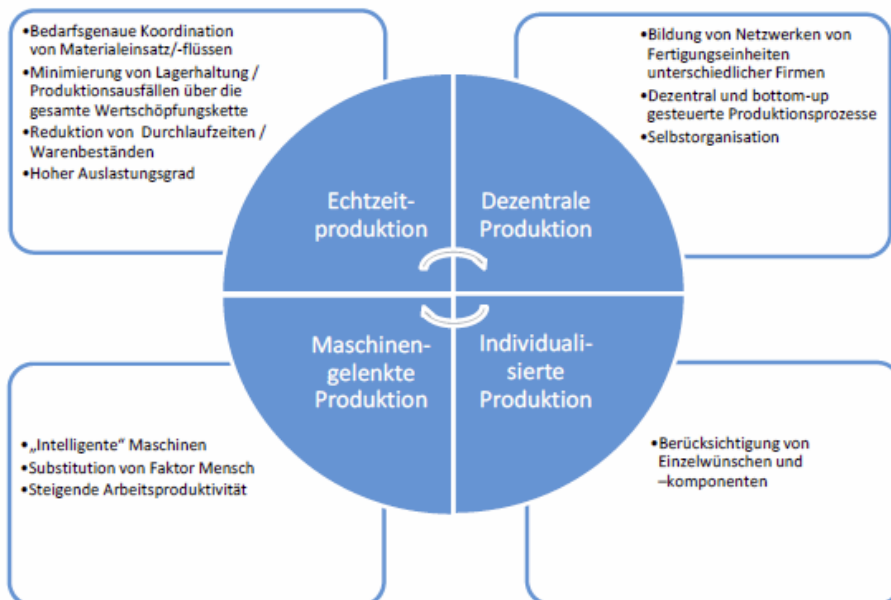 •Bedarfsgenaue Koordination
von Materialeinsatz/-flüssen
•Minimierung von Lagerhaltung /
Produktionsausfällen über die
gesamte Wertschöpfungskette
•Reduktion von Durchlaufzeiten /
Warenbeständen
•Hoher Auslastungsgrad
•Bildung von Netzwerken von
Fertigungseinheiten
unterschiedlicher Firmen
•Dezentral und bottom-up
gesteuerte Produktionsprozesse
•Selbstorganisation
Echtzeit-
produktion
Dezentrale
Produktion
Maschinen-
gelenkte
Produktion
Individuali-
sierte
Produktion
•„Intelligente“ Maschinen
•Substitution von Faktor Mensch
•Steigende Arbeitsproduktivität
•Berücksichtigung von
Einzelwünschen und
–komponenten